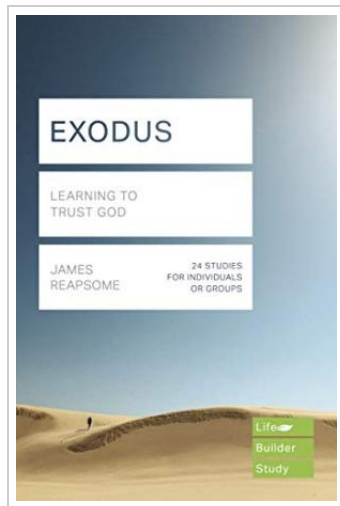 EXODUS
LEARNING TO
TRUST GOD
JAMES
REAPSOME
24 STUDIES
FOR INDIVIDUALS
OR GROUPS
Life
Builder
Study